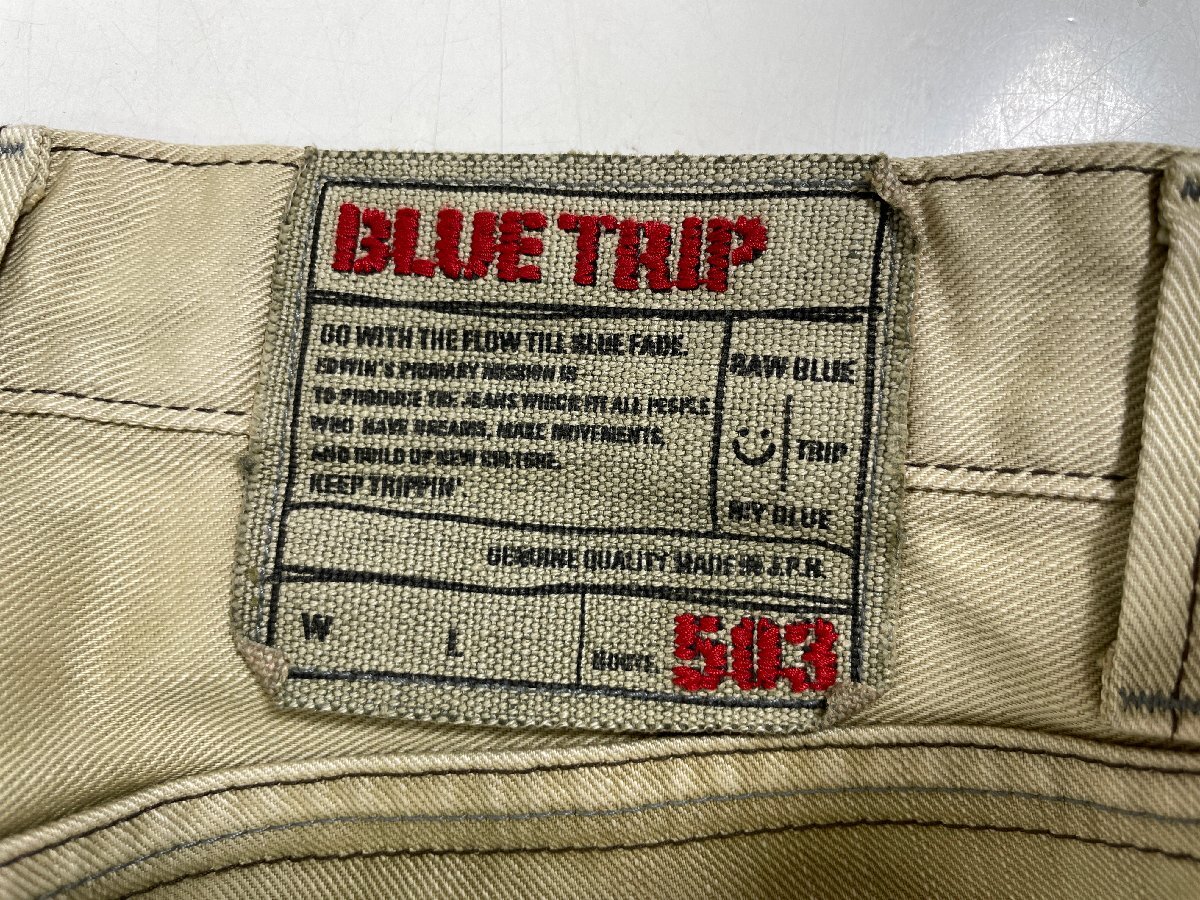 BLUE TRIP
GO WITH THE FLOW TILL BLUE FADE.
EDWIN'S PRIMARY MISSION IS
TO PRODUCE THE JEANS WHICH FIT ALL PEOPLE
WHO HAVE DREAMS, MAKE MOVEMENTS,
AND BUILD UP NEW CULTURE.
KEEP TRIPPIN'.
RAW BLUE
TRIP
MY BLUE
GENUINE QUALITY MADE IN J.P.N.
W L
ROUTE. 503